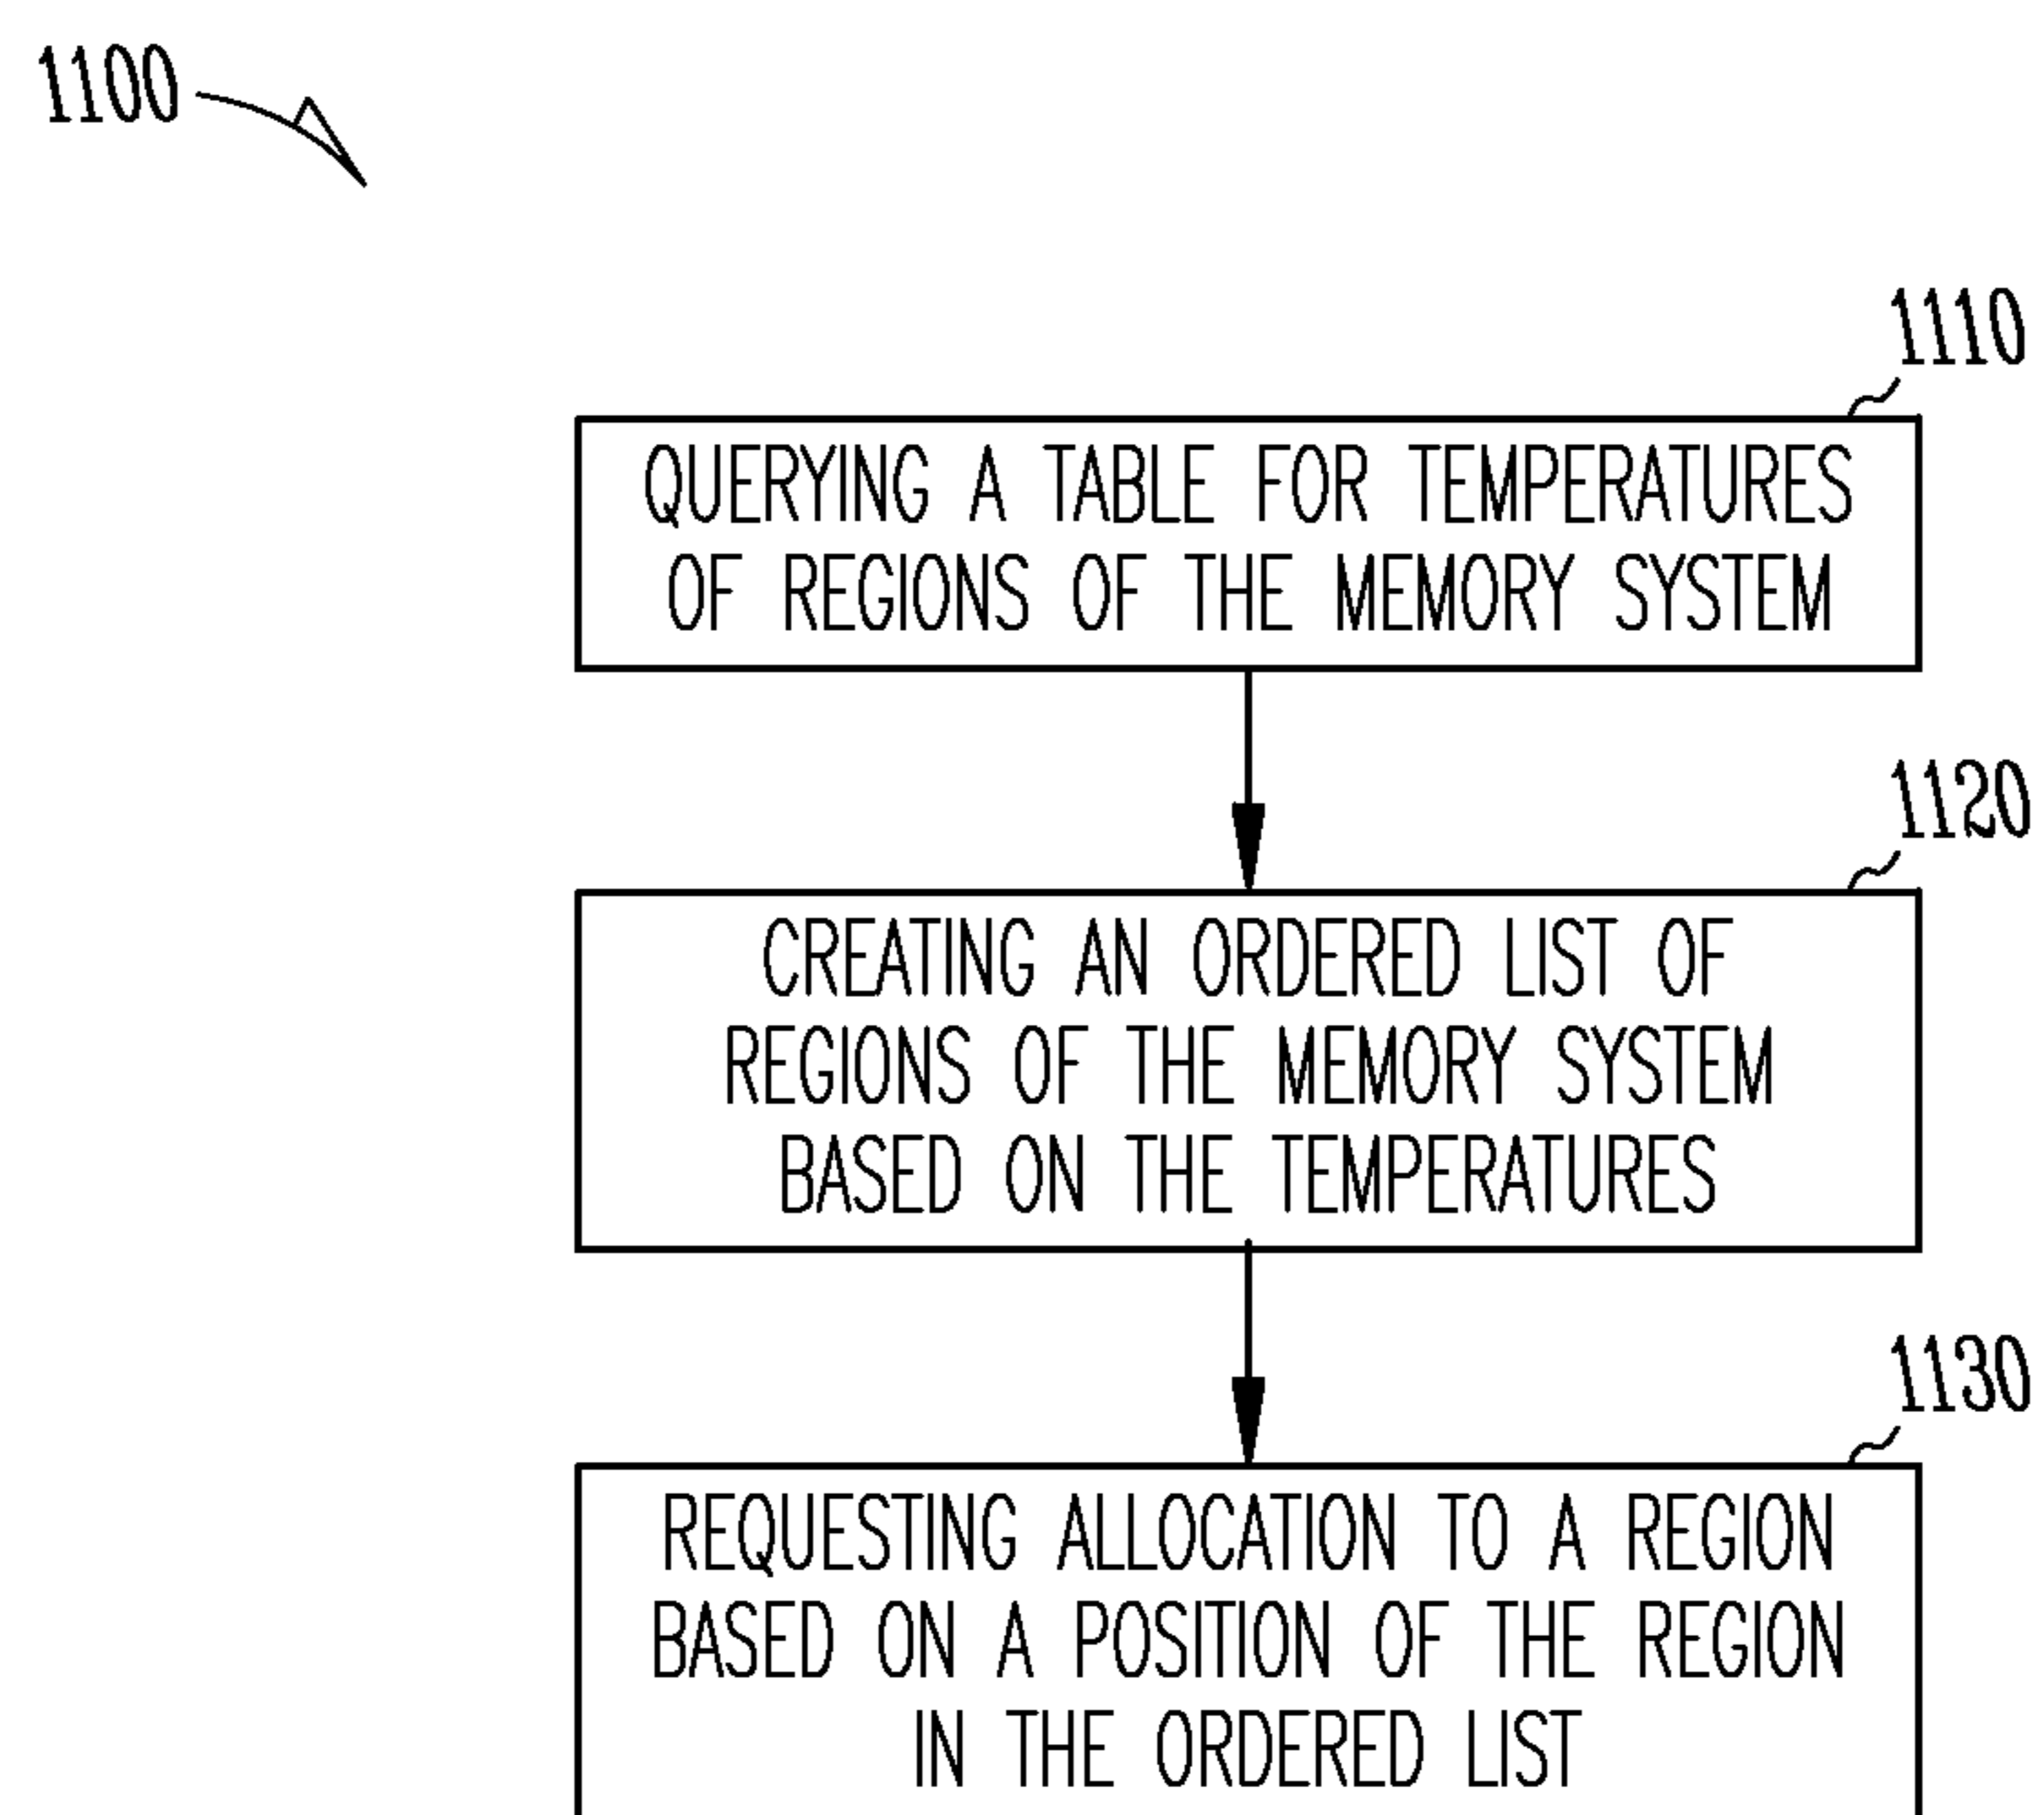 1100
1110
QUERYING A TABLE FOR TEMPERATURES
OF REGIONS OF THE MEMORY SYSTEM
1120
CREATING AN ORDERED LIST OF
REGIONS OF THE MEMORY SYSTEM
BASED ON THE TEMPERATURES
1130
REQUESTING ALLOCATION TO A REGION
BASED ON A POSITION OF THE REGION
IN THE ORDERED LIST